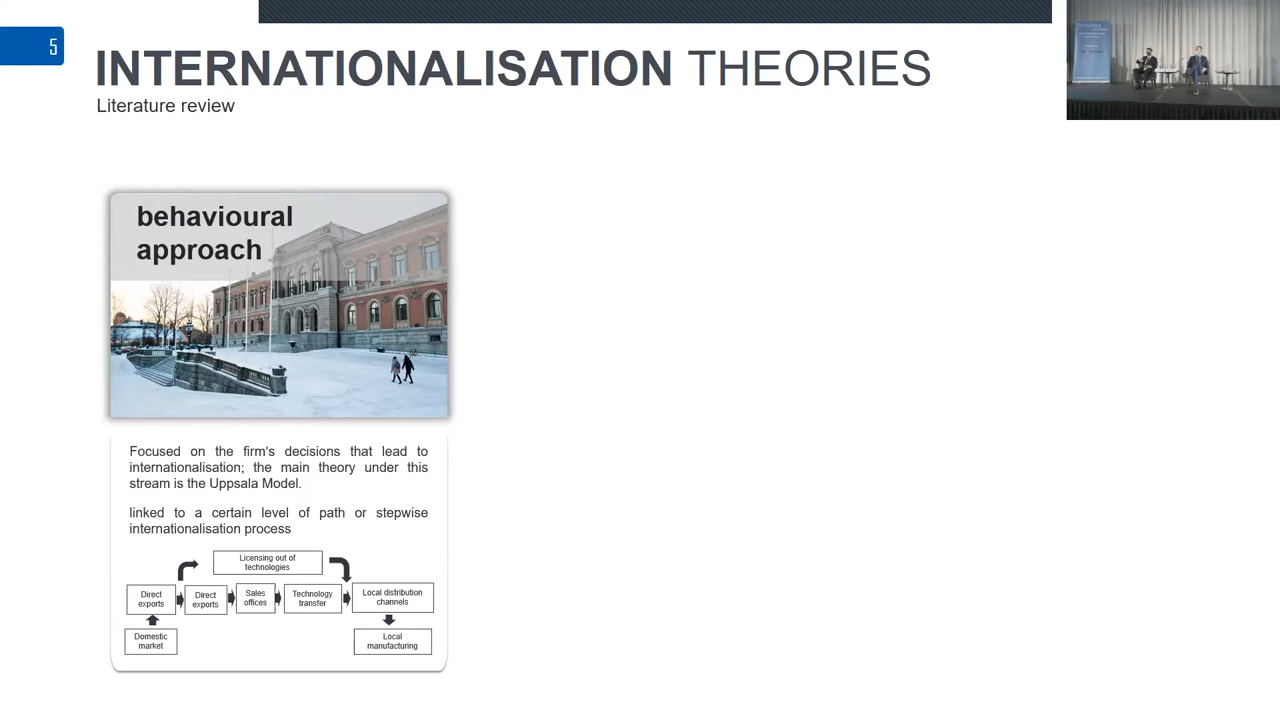 5
INTERNATIONALISATION THEORIES
Literature review
PHARMA
behavioural
approach
Focused on the firm's decisions that lead to
internationalisation; the main theory under this
stream is the Uppsala Model.
linked to a certain level of path or stepwise
internationalisation process
Licensing out of
technologies
Direct
exports
Direct
exports
Sales
offices
Technology
transfer
Local distribution
channels
Domestic
market
Local
manufacturing